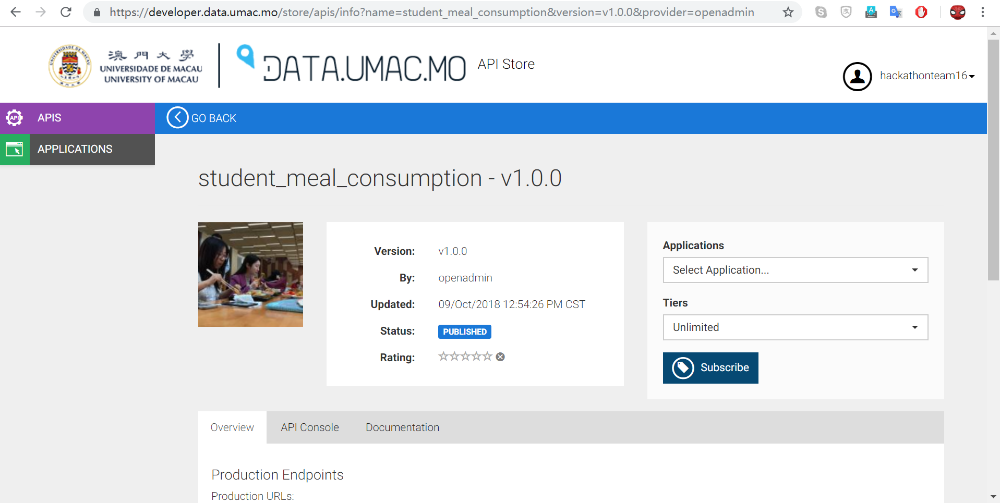 https://developer.data.umac.mo/store/apis/info?name=student_meal_consumption&version=v1.0.0&provider=openadmin
澳門大學
UNIVERSIDADE DE MACAU
UNIVERSITY OF MACAU
DATA.UMAC.MO
API Store
hackathonteam16
API
APIS
GO BACK
APPLICATIONS
student_meal_consumption - v1.0.0
Version: v1.0.0
By: openadmin
Updated: 09/Oct/2018 12:54:26 PM CST
Status: PUBLISHED
Rating:
Applications
Select Application...
Tiers
Unlimited
Subscribe
Overview
API Console
Documentation
Production Endpoints
Production URLs: